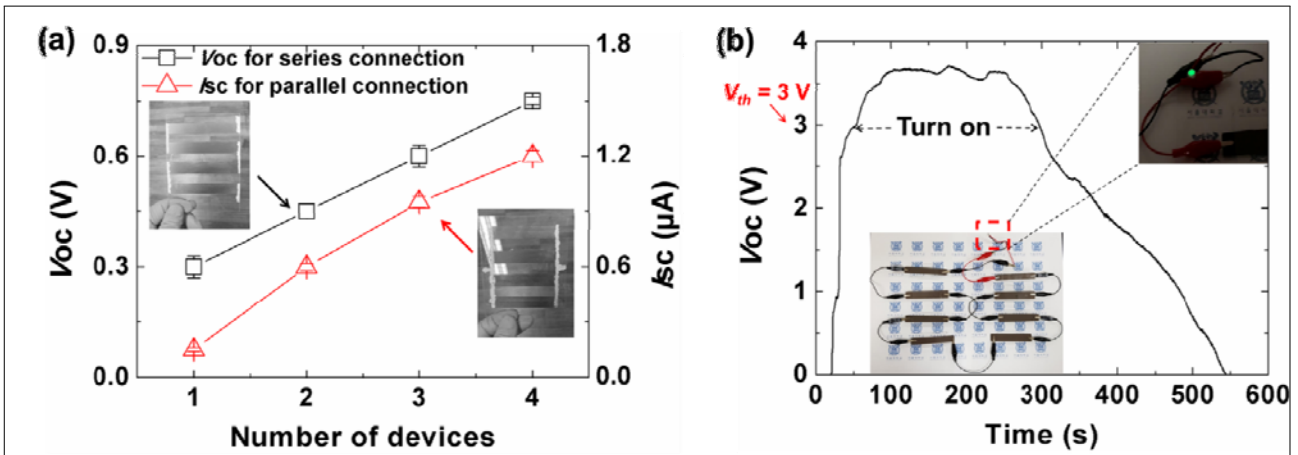 (a)
0.9
0.6
0.3
0.0
Voc (V)
Voc for series connection
Isc for parallel connection
1.8
1.2
0.6
0.0
Isc (µA)
1
2
3
4
Number of devices
(b)
4
3
2
1
0
Voc (V)
Vth = 3 V
Turn on
0
100
200
300
400
500
600
Time (s)